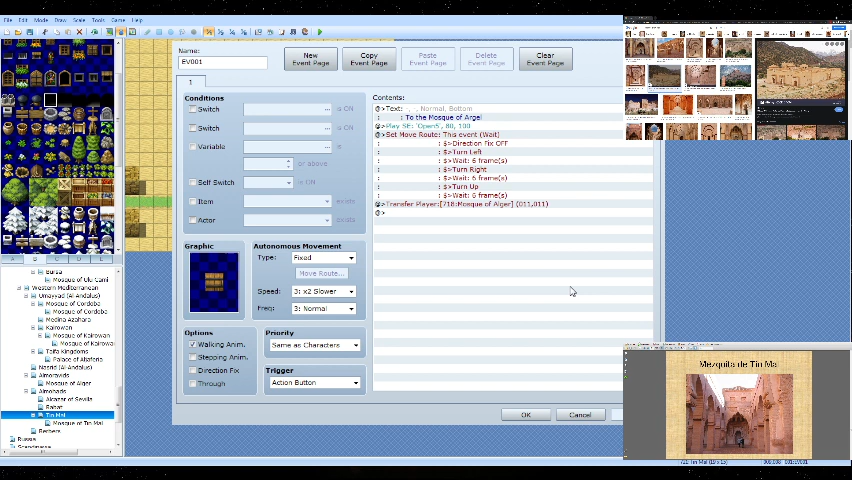 File Edit Mode Draw Scale Tools Game Help
Name:
EV001
New Event Page
Copy Event Page
Paste Event Page
Delete Event Page
Clear Event Page
1
Conditions
Switch ... is ON
Switch ... is ON
Variable ... is
or above
Self Switch is ON
Item exists
Actor exists
Graphic
Autonomous Movement
Type: Fixed
Move Route...
Speed: 3: x2 Slower
Freq: 3: Normal
Options
Walking Anim.
Stepping Anim.
Direction Fix
Through
Priority
Same as Characters
Trigger
Action Button
Contents:
@>Text: -, -, Normal, Bottom
: : To the Mosque of Argel
@>Play SE: 'Open5', 80, 100
@>Set Move Route: This event (Wait)
: : $>Direction Fix OFF
: : $>Turn Left
: : $>Wait: 6 frame(s)
: : $>Turn Right
: : $>Wait: 6 frame(s)
: : $>Turn Up
: : $>Wait: 6 frame(s)
@>Transfer Player:[718:Mosque of Alger] (011,011)
@>
OK
Cancel
A B C D E
Bursa
Mosque of Ulu Cami
Western Mediterranean
Umayyad (Al-Andalus)
Mosque of Cordoba
Mosque of Cordoba
Medina Azahara
Kairowan
Mosque of Kairowan
Mosque of Kairowa
Taifa Kingdoms
Palace of Aljaferia
Nasrid (Al-Andalus)
Almoravids
Mosque of Alger
Almohads
Alcazar of Sevilla
Rabat
Tin Mal
Mosque of Tin Mal
Berbers
Russia
Mezquita de Tin Mal
721: Tin Mal (19 x 15)